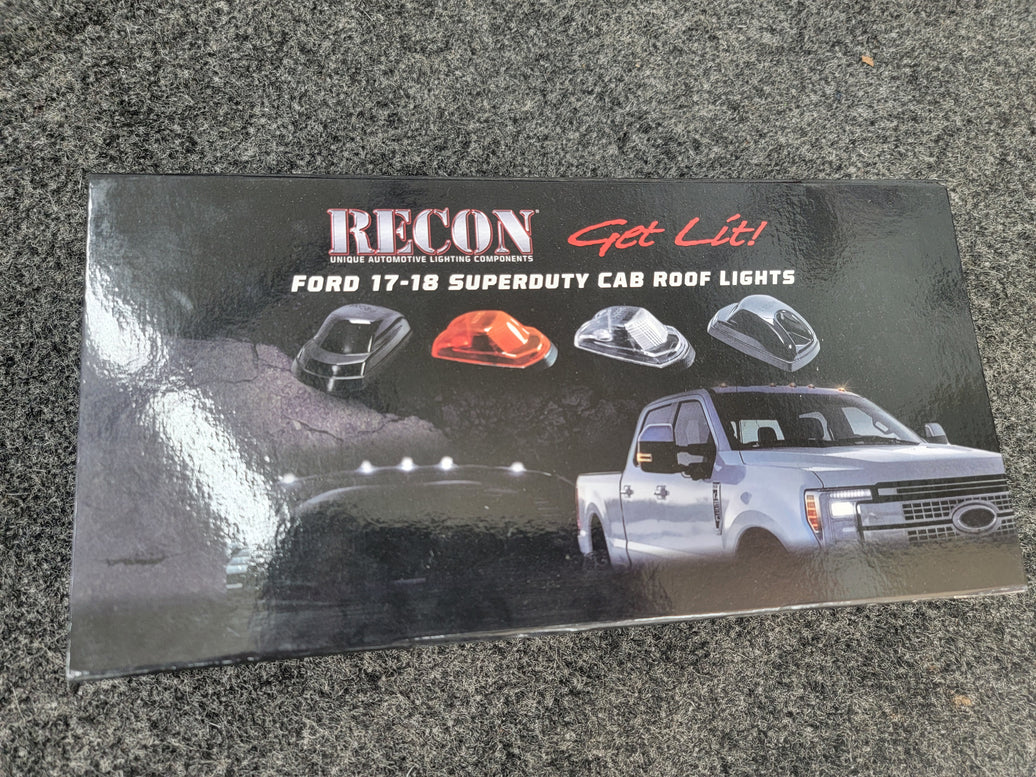 RECON
Get Lit!
UNIQUE AUTOMOTIVE LIGHTING COMPONENTS
FORD 17-18 SUPERDUTY CAB ROOF LIGHTS